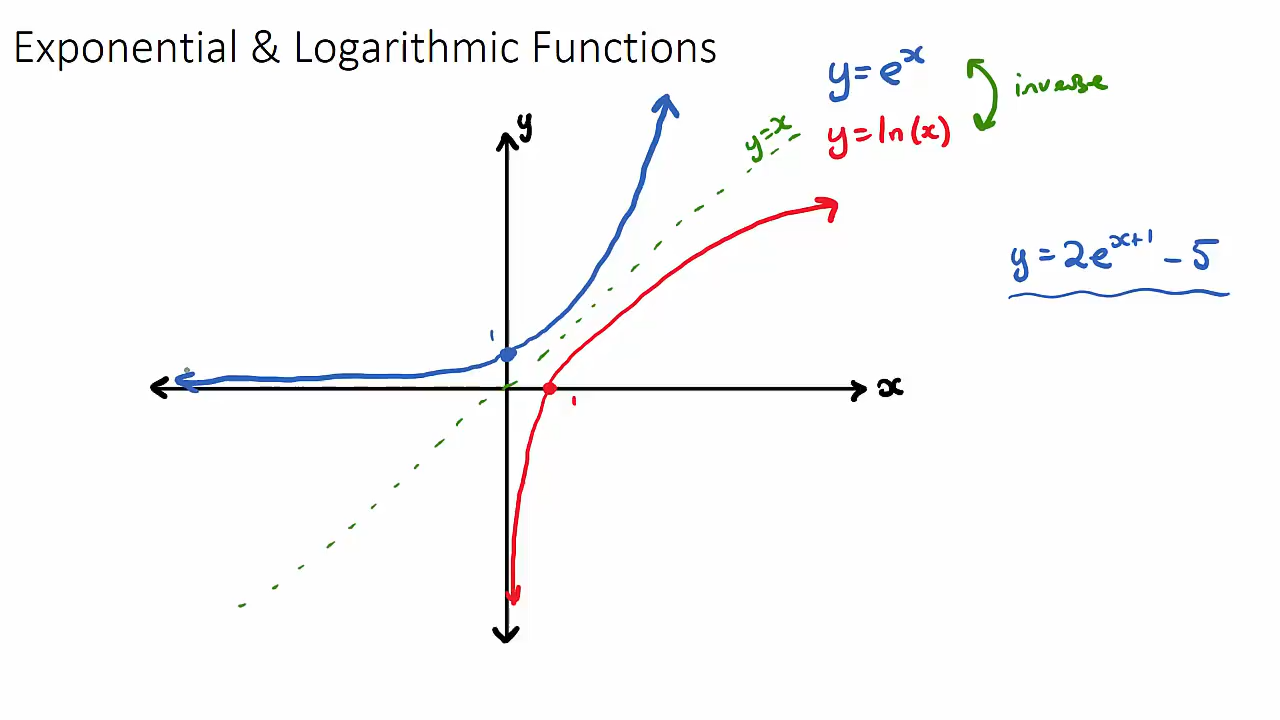 Exponential & Logarithmic Functions
y = e^x
inverse
y = ln(x)
y=x
y
y = 2e^{x+1} - 5
1
x
1